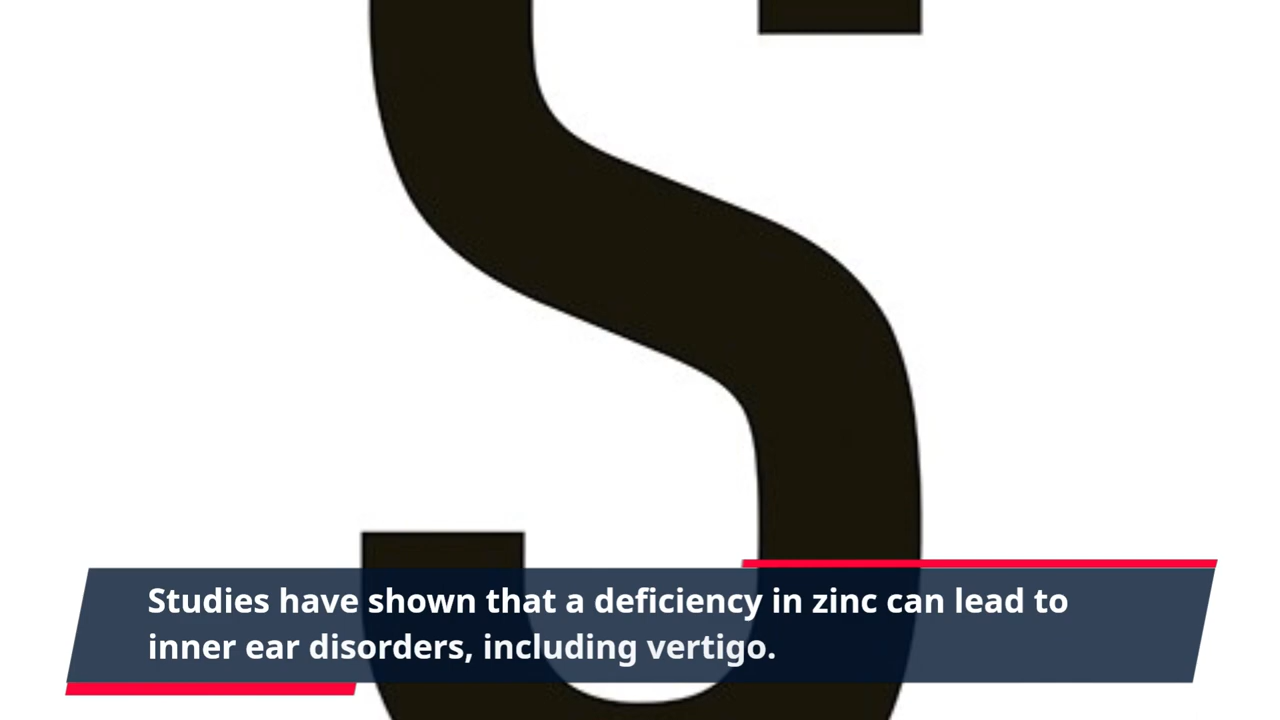 S
Studies have shown that a deficiency in zinc can lead to
inner ear disorders, including vertigo.